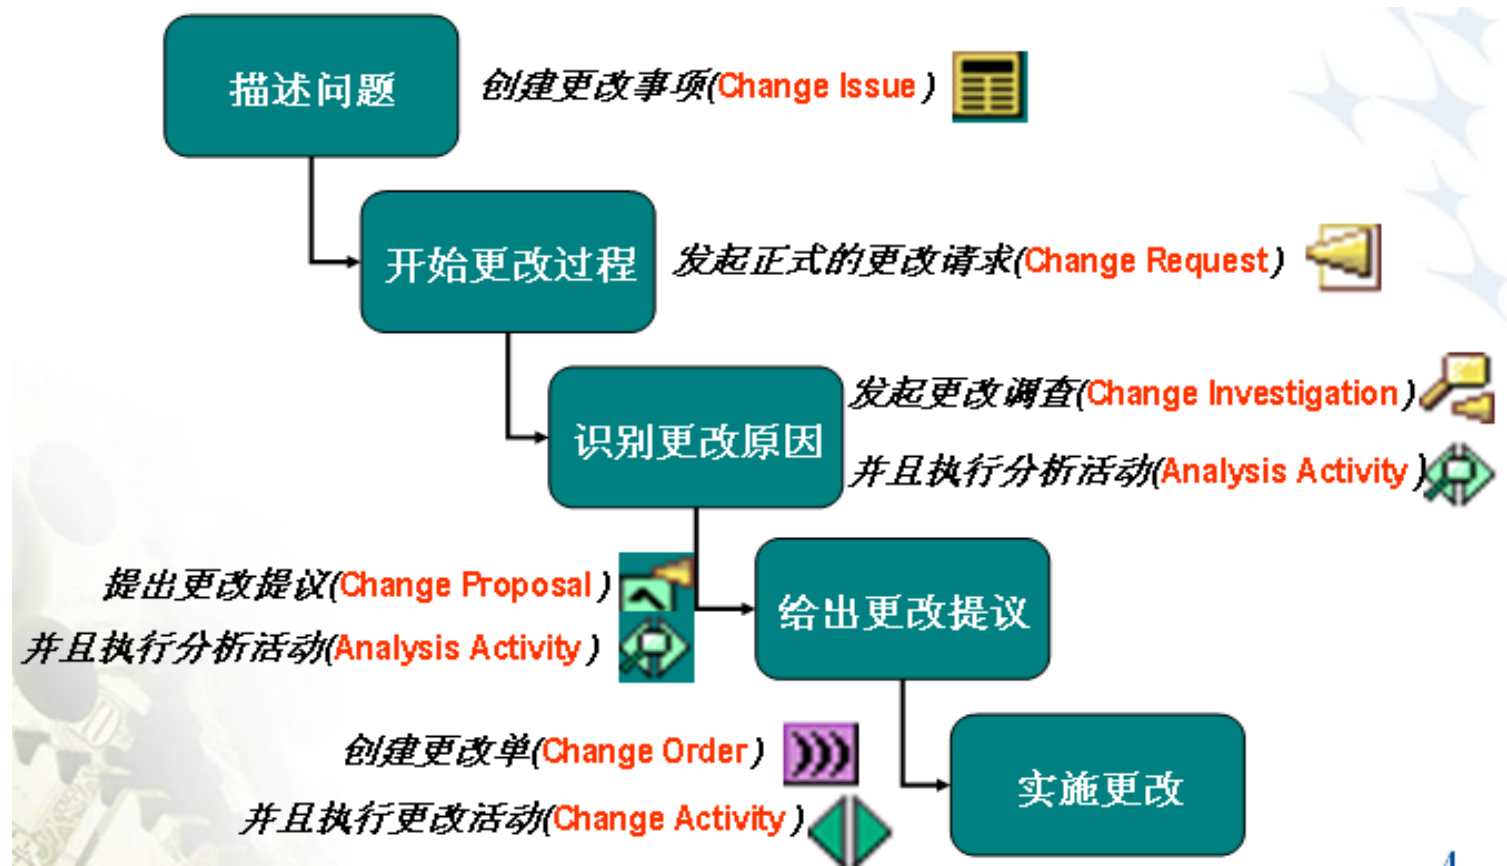 描述问题
创建更改事项(Change Issue)
开始更改过程
发起正式的更改请求(Change Request)
识别更改原因
发起更改调查(Change Investigation)
并且执行分析活动(Analysis Activity)
提出更改提议(Change Proposal)
并且执行分析活动(Analysis Activity)
给出更改提议
创建更改单(Change Order)
并且执行更改活动(Change Activity)
实施更改
4